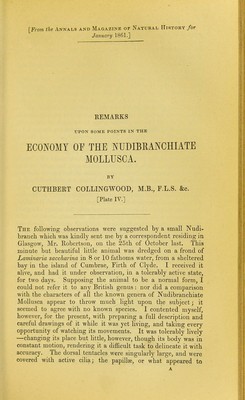 [From the ANNALS AND MAGAZINE OF NATURAL HISTORY for
January 1861.]
REMARKS
UPON SOME POINTS IN THE
ECONOMY OF THE NUDIBRANCHIATE
MOLLUSCA.
BY
CUTHBERT COLLINGWOOD, M.B., F.L.S. &c.
[Plate IV.]
THE following observations were suggested by a small Nudi-
branch which was kindly sent me by a correspondent residing in
Glasgow, Mr. Robertson, on the 25th of October last. This
minute but beautiful little animal was dredged on a frond of
Laminaria saccharina in 8 or 10 fathoms water, from a sheltered
bay in the island of Cumbrae, Forth of Clyde. I received it
alive, and had it under observation, in a tolerably active state,
for two days. Supposing the animal to be a normal form, I
could not refer it to any British genus: nor did a comparison
with the characters of all the known genera of Nudibranchiate
Mollusca appear to throw much light upon the subject; it
seemed to agree with no known species. I contented myself,
however, for the present, with preparing a full description and
careful drawings of it while it was yet living, and taking every
opportunity of watching its movements. It was tolerably lively
—changing its place but little, however, though its body was in
constant motion, rendering it a difficult task to delineate it with
accuracy. The dorsal tentacles were singularly large, and were
covered with active cilia; the papillæ, or what appeared to
A